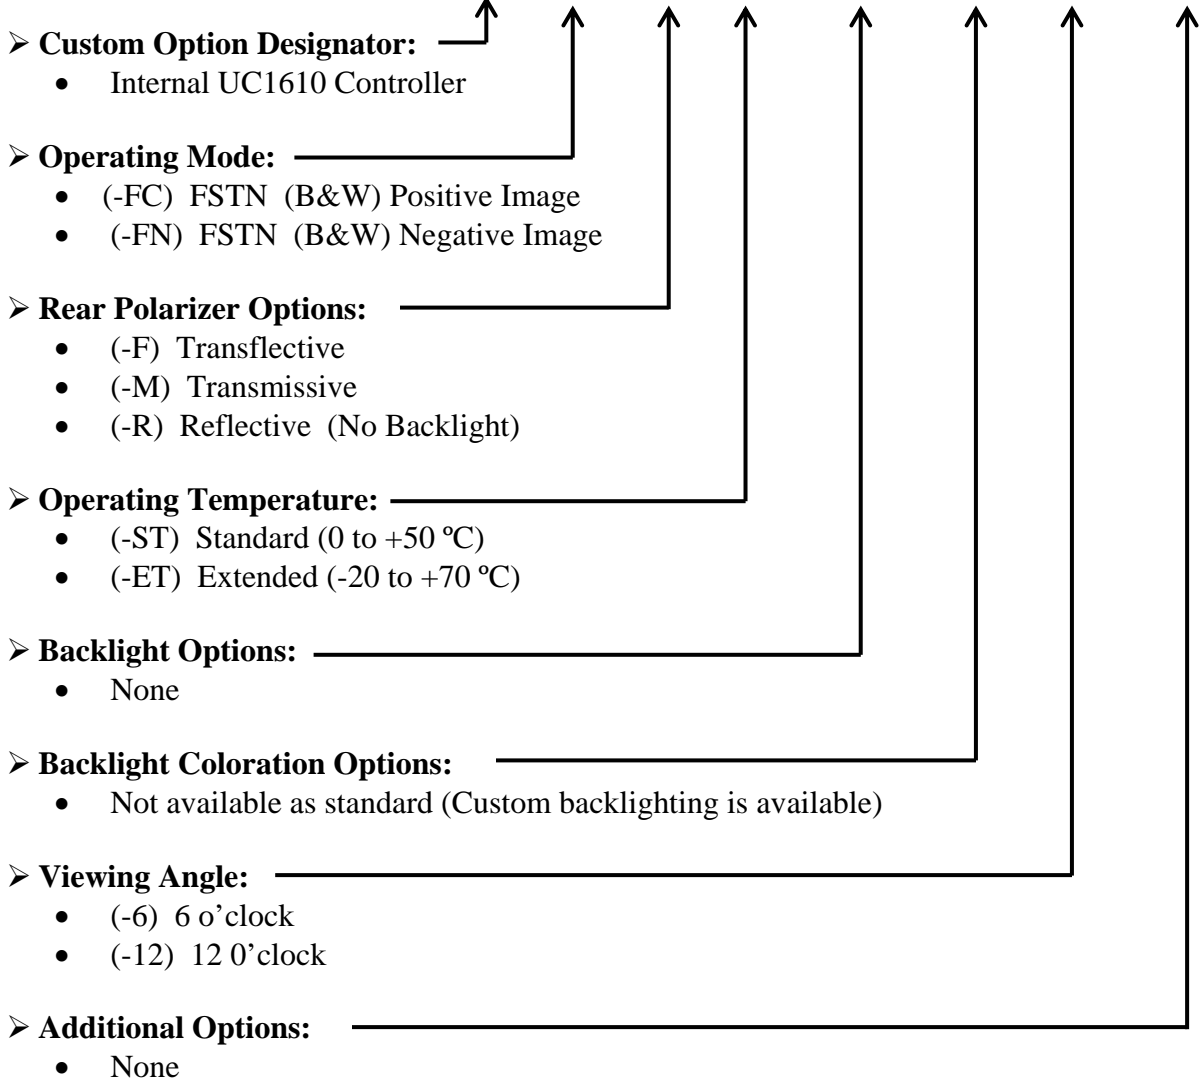 ➢ Custom Option Designator:
• Internal UC1610 Controller
➢ Operating Mode:
• (-FC) FSTN (B&W) Positive Image
• (-FN) FSTN (B&W) Negative Image
➢ Rear Polarizer Options:
• (-F) Transflective
• (-M) Transmissive
• (-R) Reflective (No Backlight)
➢ Operating Temperature:
• (-ST) Standard (0 to +50 ºC)
• (-ET) Extended (-20 to +70 ºC)
➢ Backlight Options:
• None
➢ Backlight Coloration Options:
• Not available as standard (Custom backlighting is available)
➢ Viewing Angle:
• (-6) 6 o’clock
• (-12) 12 0’clock
➢ Additional Options:
• None